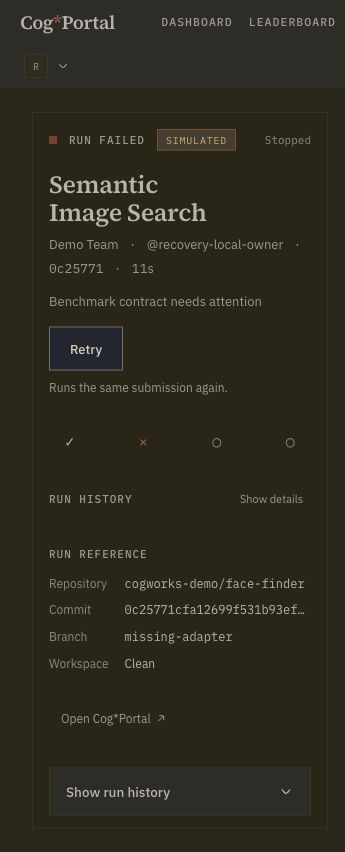 Cog*Portal DASHBOARD LEADERBOARD
R
RUN FAILED SIMULATED Stopped
Semantic
Image Search
Demo Team · @recovery-local-owner ·
0c25771 · 11s
Benchmark contract needs attention
Retry
Runs the same submission again.
RUN HISTORY Show details
RUN REFERENCE
Repository cogworks-demo/face-finder
Commit 0c25771cfa12699f531b93ef…
Branch missing-adapter
Workspace Clean
Open Cog*Portal ↗
Show run history